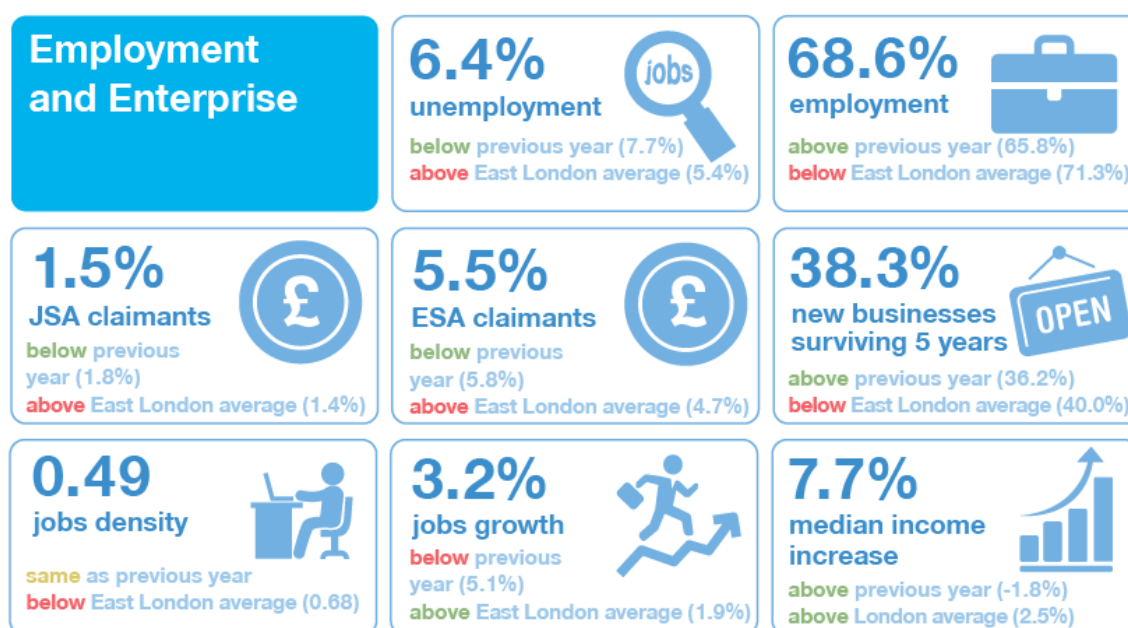 Employment
and Enterprise
6.4%
unemployment
jobs
below previous year (7.7%)
above East London average (5.4%)
68.6%
employment
above previous year (65.8%)
below East London average (71.3%)
1.5%
JSA claimants
£
below previous
year (1.8%)
above East London average (1.4%)
5.5%
ESA claimants
£
below previous
year (5.8%)
above East London average (4.7%)
38.3%
new businesses
surviving 5 years
OPEN
above previous year (36.2%)
below East London average (40.0%)
0.49
jobs density
same as previous year
below East London average (0.68)
3.2%
jobs growth
below previous
year (5.1%)
above East London average (1.9%)
7.7%
median income
increase
above previous year (-1.8%)
above London average (2.5%)